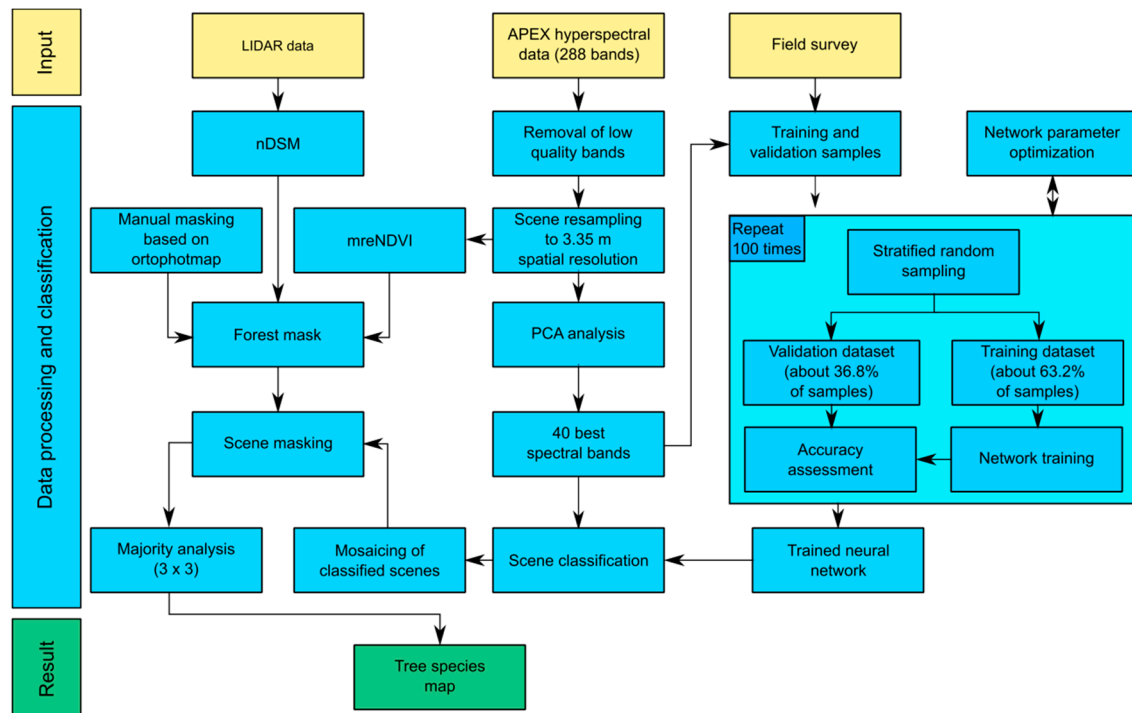 Input
LIDAR data
APEX hyperspectral
data (288 bands)
Field survey
Data processing and classification
nDSM
Removal of low
quality bands
Training and
validation samples
Network parameter
optimization
Manual masking
based on
ortophotmap
mreNDVI
Scene resampling
to 3.35 m
spatial resolution
Repeat
100 times
Stratified random
sampling
Forest mask
PCA analysis
Validation dataset
(about 36.8%
of samples)
Training dataset
(about 63.2%
of samples)
Scene masking
40 best
spectral bands
Accuracy
assessment
Network training
Majority analysis
(3 x 3)
Mosaicing of
classified scenes
Scene classification
Trained neural
network
Result
Tree species
map